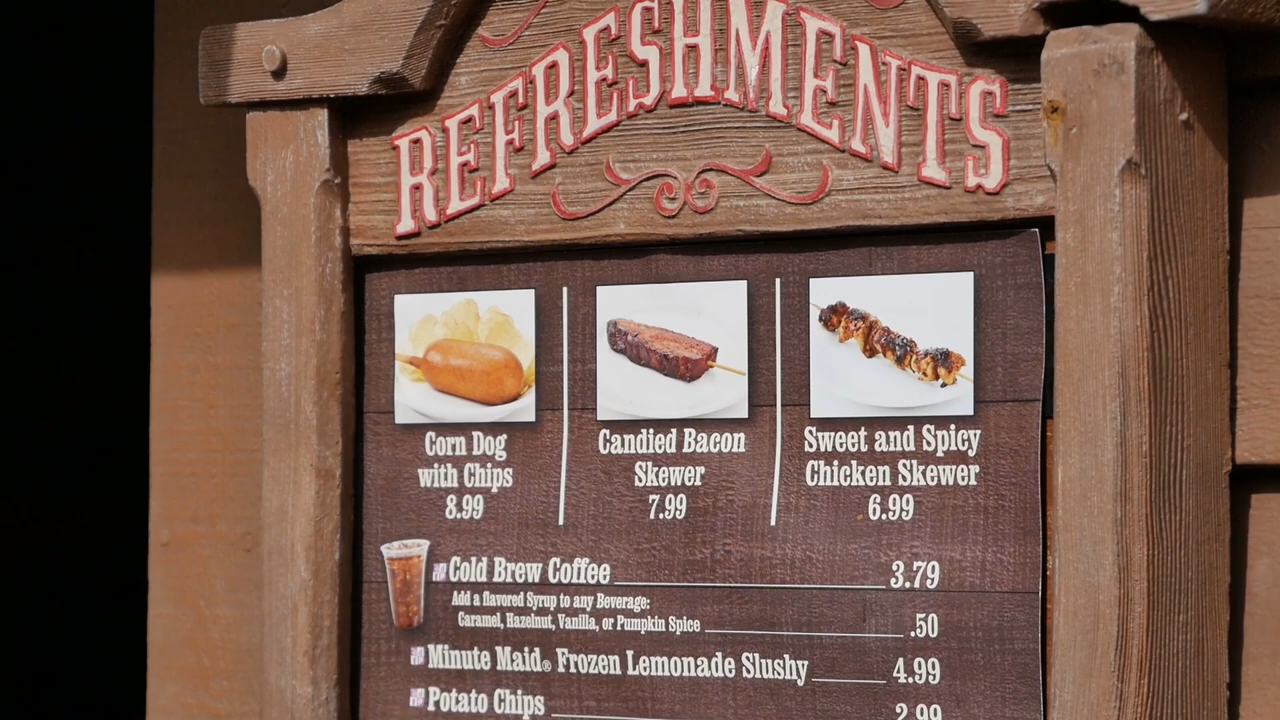 REFRESHMENTS
Corn Dog
with Chips
8.99
Candied Bacon
Skewer
7.99
Sweet and Spicy
Chicken Skewer
6.99
Cold Brew Coffee 3.79
Add a flavored Syrup to any Beverage:
Caramel, Hazelnut, Vanilla, or Pumpkin Spice .50
Minute Maid® Frozen Lemonade Slushy 4.99
Potato Chips 2.99